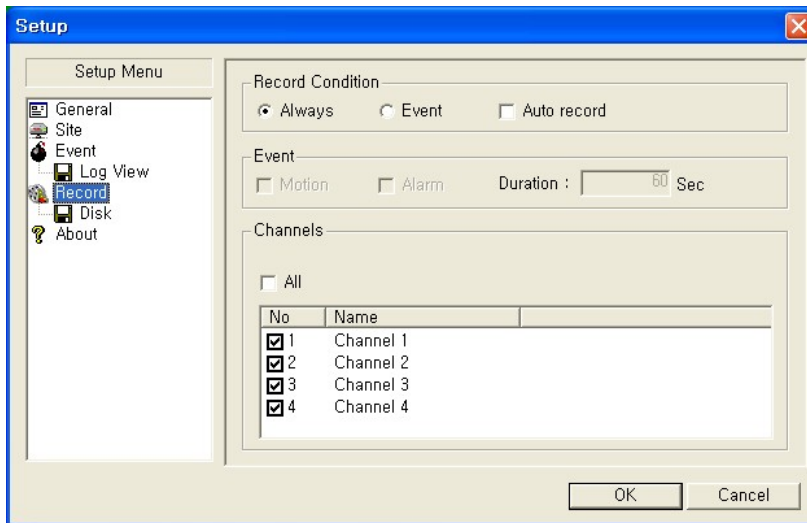 Setup
Setup Menu
General
Site
Event
Log View
Record
Disk
About
Record Condition
Always Event Auto record
Event
Motion Alarm Duration : 60 Sec
Channels
All
No Name
1 Channel 1
2 Channel 2
3 Channel 3
4 Channel 4
OK Cancel